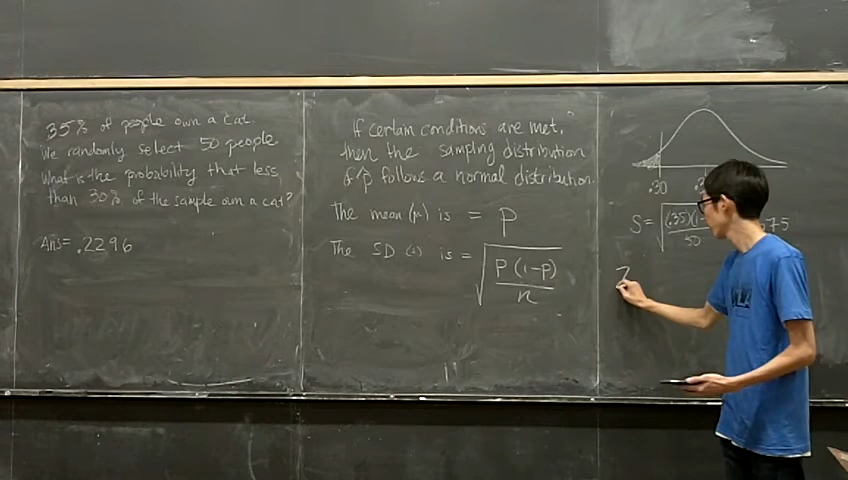 35% of people own a cat.
We randomly select 50 people
What is the probability that less
than 30% of the sample own a cat?
Ans= .2296
If certain conditions are met,
then the sampling distribution
of p̂ follows a normal distribution.
The mean (μ) is = P
The SD (s) is = √(P(1-p)/n)
.30
S = √((.35)(1-
50
Z